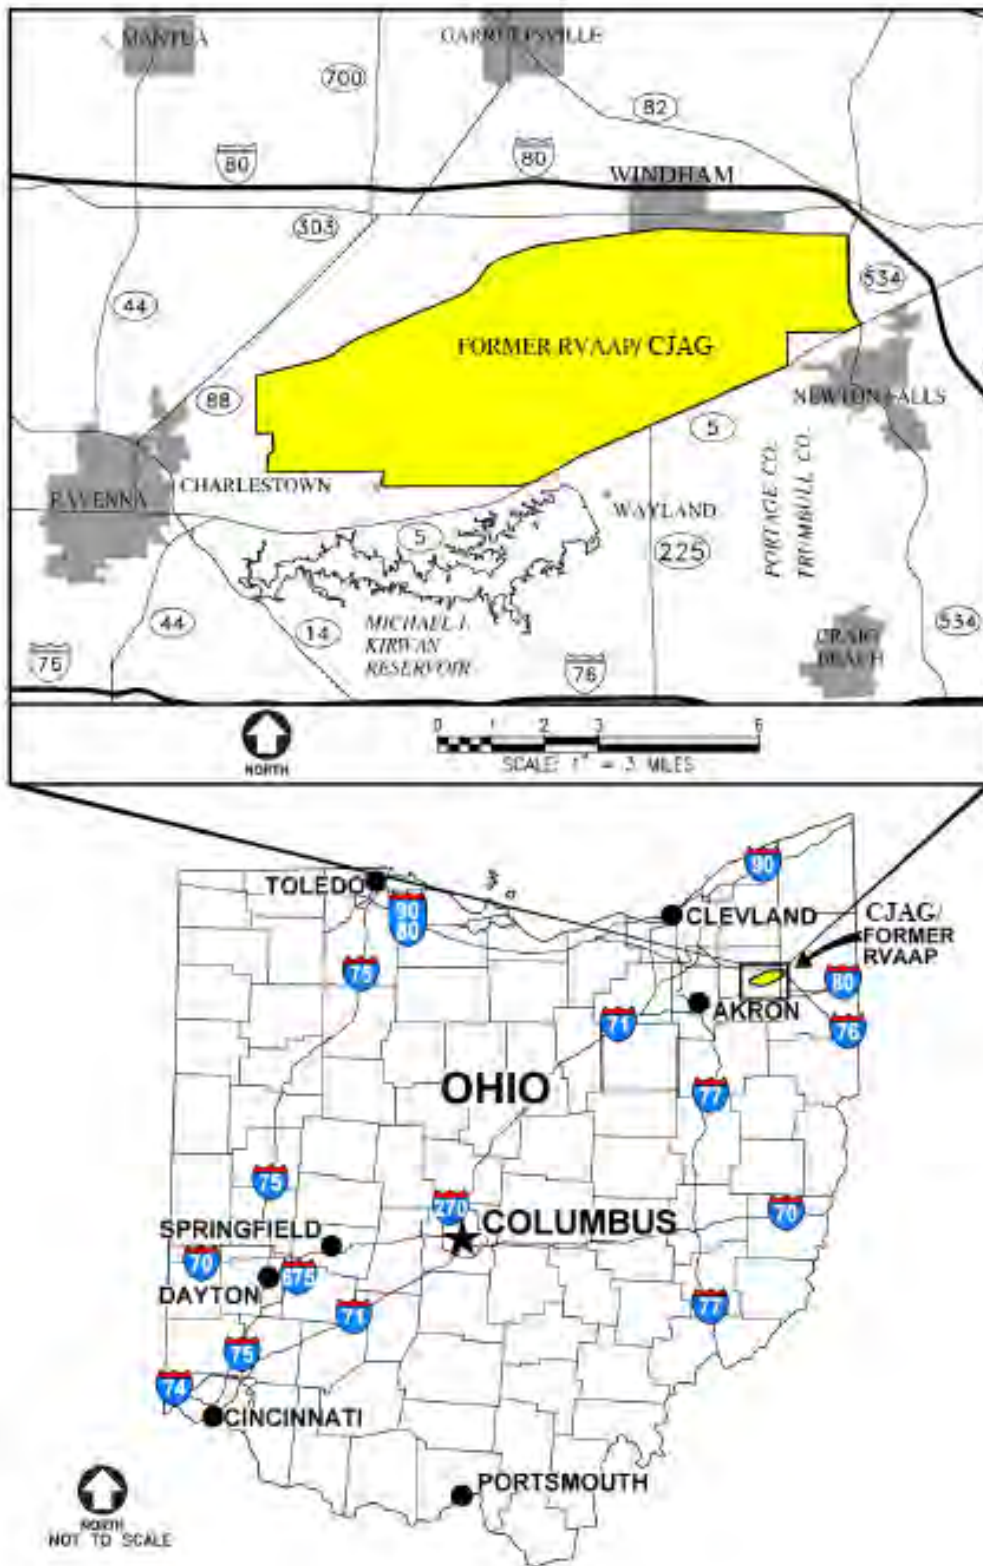 MANTUA
GARRETTSVILLE
700
82
80
80
WINDHAM
303
44
534
FORMER RVAAP/ CJAG
88
NEWTON FALLS
5
CHARLESTOWN
RAVENNA
WAYLAND
5
225
PORTAGE CO.
TRUMBULL CO.
44
14
MICHAEL J.
KIRWAN
RESERVOIR
534
CRAIG
BEACH
76
76
NORTH
0 1 2 3 6
SCALE: 1" = 3 MILES
90
TOLEDO
90
80
CLEVLAND
CJAG/
FORMER
RVAAP
75
80
AKRON
71
76
OHIO
77
75
270
70
SPRINGFIELD
COLUMBUS
70
DAYTON
675
77
71
75
74
CINCINNATI
PORTSMOUTH
NORTH
NOT TO SCALE